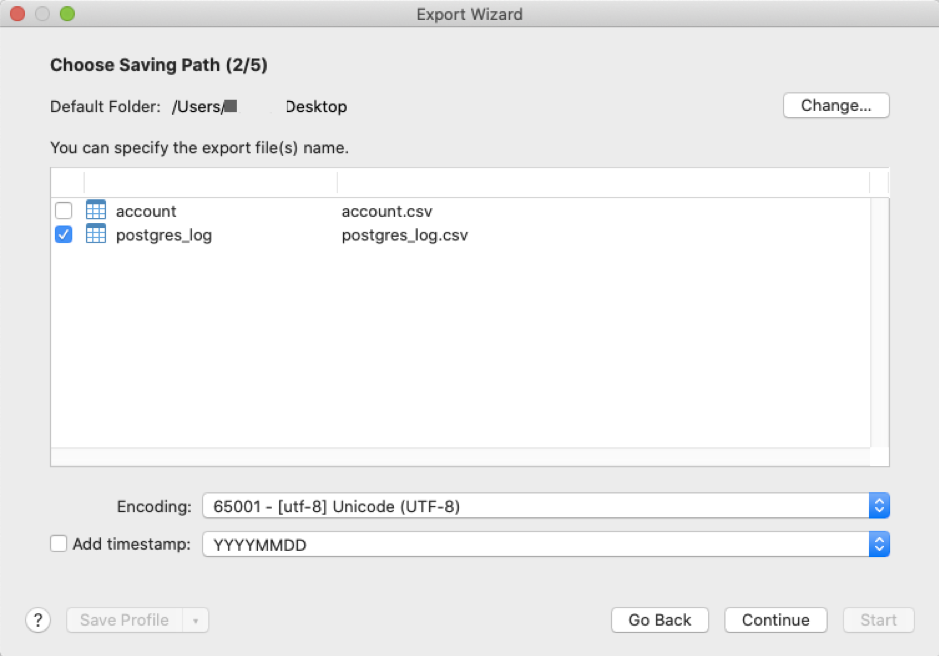 Export Wizard
Choose Saving Path (2/5)
Default Folder: /Users/ Desktop
Change...
You can specify the export file(s) name.
account account.csv
postgres_log postgres_log.csv
Encoding: 65001 - [utf-8] Unicode (UTF-8)
Add timestamp: YYYYMMDD
? Save Profile Go Back Continue Start